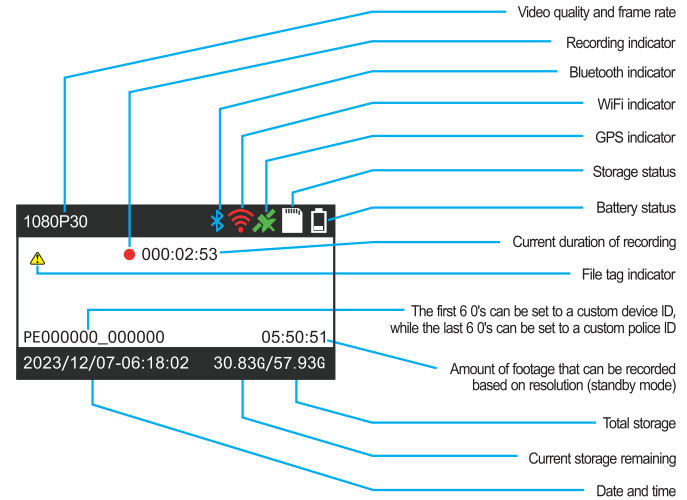 Video quality and frame rate
Recording indicator
Bluetooth indicator
WiFi indicator
GPS indicator
Storage status
Battery status
1080P30
Current duration of recording
000:02:53
File tag indicator
The first 6 0's can be set to a custom device ID,
while the last 6 0's can be set to a custom police ID
PE000000_000000 05:50:51
2023/12/07-06:18:02 30.83G/57.93G
Amount of footage that can be recorded
based on resolution (standby mode)
Total storage
Current storage remaining
Date and time